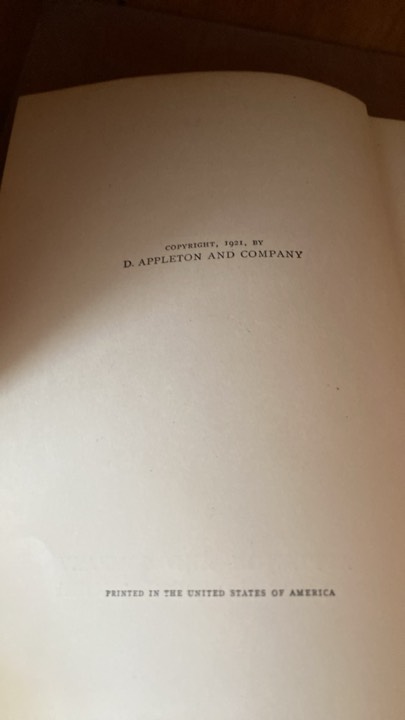 COPYRIGHT, 1921, BY
D. APPLETON AND COMPANY
PRINTED IN THE UNITED STATES OF AMERICA